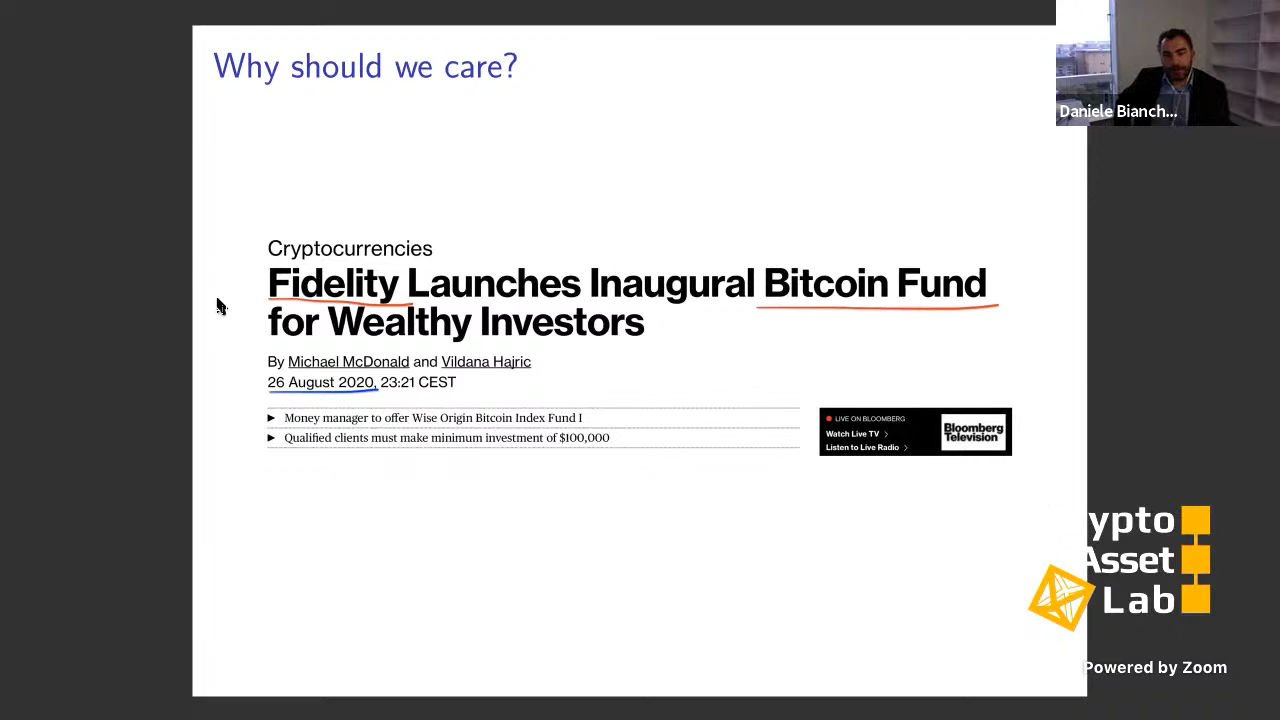 Why should we care?
Daniele Bianch...
Cryptocurrencies
Fidelity Launches Inaugural Bitcoin Fund
for Wealthy Investors
By Michael McDonald and Vildana Hajric
26 August 2020, 23:21 CEST
► Money manager to offer Wise Origin Bitcoin Index Fund I
► Qualified clients must make minimum investment of $100,000
LIVE ON BLOOMBERG
Watch Live TV >
Listen to Live Radio >
Bloomberg
Television
ypto
Asset
Lab
Powered by Zoom